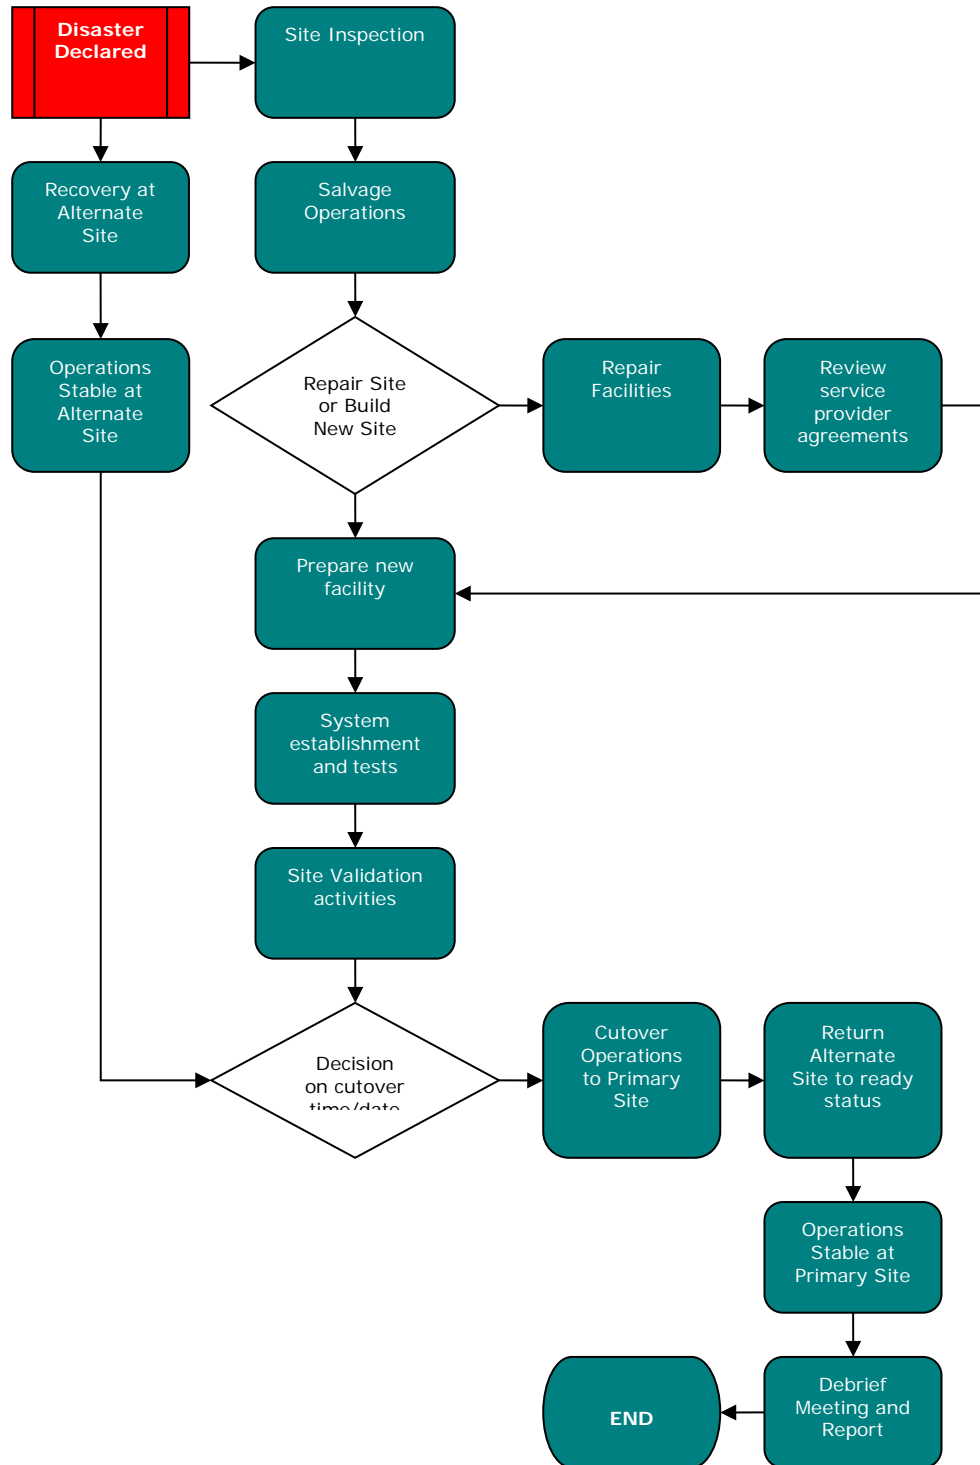 Disaster
Declared
Site Inspection
Recovery at
Alternate
Site
Salvage
Operations
Operations
Stable at
Alternate
Site
Repair Site
or Build
New Site
Repair
Facilities
Review
service
provider
agreements
Prepare new
facility
System
establishment
and tests
Site Validation
activities
Decision
on cutover
time/date
Cutover
Operations
to Primary
Site
Return
Alternate
Site to ready
status
Operations
Stable at
Primary Site
Debrief
Meeting and
Report
END